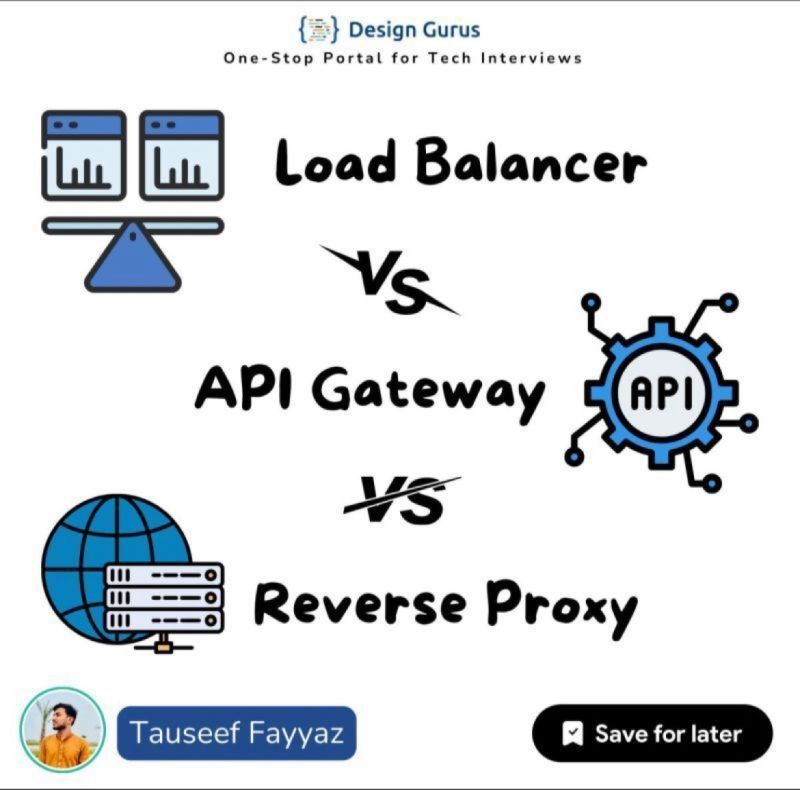 Design Gurus
One-Stop Portal for Tech Interviews
Load Balancer
VS
API Gateway
API
VS
Reverse Proxy
Tauseef Fayyaz
Save for later